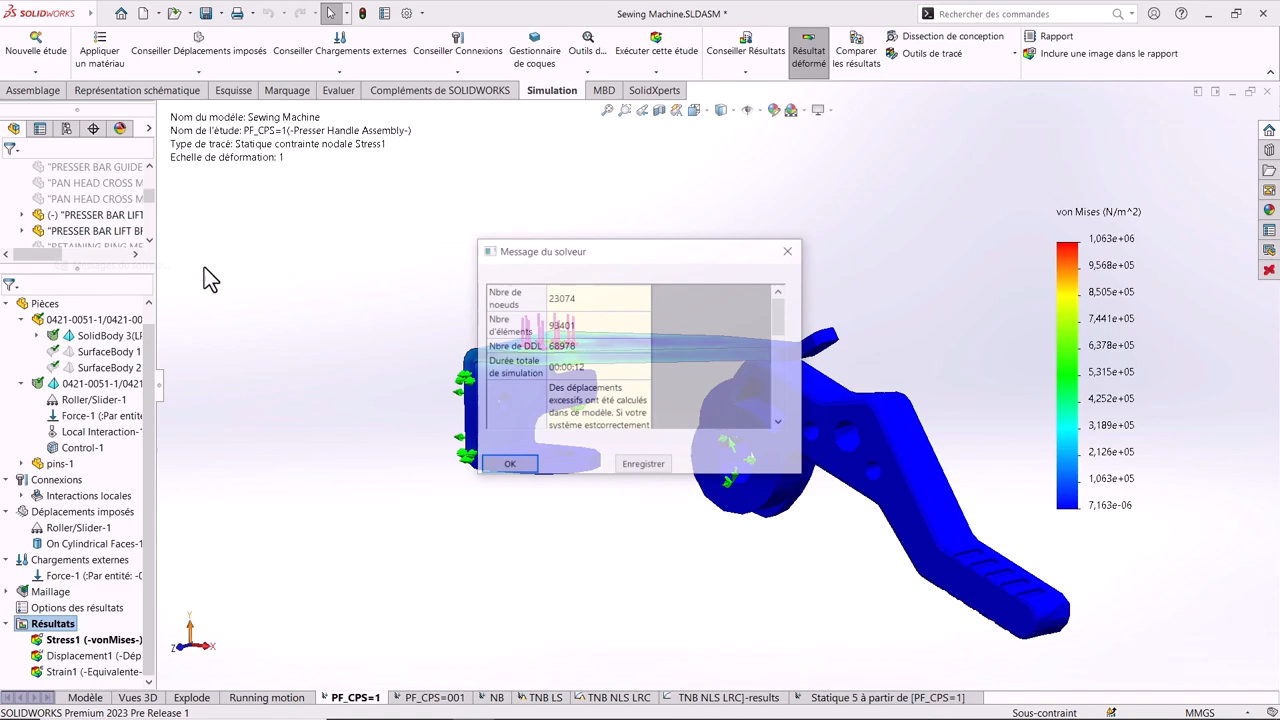 SOLIDWORKS
Sewing Machine.SLDASM *
Rechercher des commandes
Nouvelle étude
Appliquer
un matériau
Conseiller Déplacements imposés
Conseiller Chargements externes
Conseiller Connexions
Gestionnaire
de coques
Outils d...
Exécuter cette étude
Conseiller Résultats
Résultat
déformé
Comparer
les résultats
Dissection de conception
Outils de tracé
Rapport
Inclure une image dans le rapport
Assemblage
Représentation schématique
Esquisse
Marquage
Evaluer
Compléments de SOLIDWORKS
Simulation
MBD
SolidXperts
Nom du modèle: Sewing Machine
Nom de l'étude: PF_CPS=1(-Presser Handle Assembly-)
Type de tracé: Statique contrainte nodale Stress1
Echelle de déformation: 1
"PRESSER BAR GUIDE
"PAN HEAD CROSS M
"PAN HEAD CROSS M
(-) "PRESSER BAR LIFT
"PRESSER BAR LIFT BF
"RETAINING RING ME
Pièces
0421-0051-1/0421
SolidBody 3(LF
SurfaceBody 1
SurfaceBody 2
0421-0051-1/0421
Roller/Slider-1
Force-1 (:Par entité
Local Interaction-
Control-1
pins-1
Connexions
Interactions locales
Déplacements imposés
Roller/Slider-1
On Cylindrical Faces-1
Chargements externes
Force-1 (:Par entité: -0
Maillage
Options des résultats
Résultats
Stress1 (-vonMises-)
Displacement1 (-Dép
Strain1 (-Equivalente-
Message du solveur
Nbre de
noeuds
23074
Nbre
d'éléments
93401
Nbre de DDL
68978
Durée totale
de simulation
00:00:12
Des déplacements
excessifs ont été calculés
dans ce modèle. Si votre
système estcorrectement
OK
Enregistrer
von Mises (N/m^2)
1,063e+06
9,568e+05
8,505e+05
7,441e+05
6,378e+05
5,315e+05
4,252e+05
3,189e+05
2,126e+05
1,063e+05
7,163e-06
Y
Z
X
Modèle
Vues 3D
Explode
Running motion
PF_CPS=1
PF_CPS=001
NB
TNB LS
TNB NLS LRC
TNB NLS LRC]-results
Statique 5 à partir de [PF_CPS=1]
SOLIDWORKS Premium 2023 Pre Release 1
Sous-contraint
MMGS